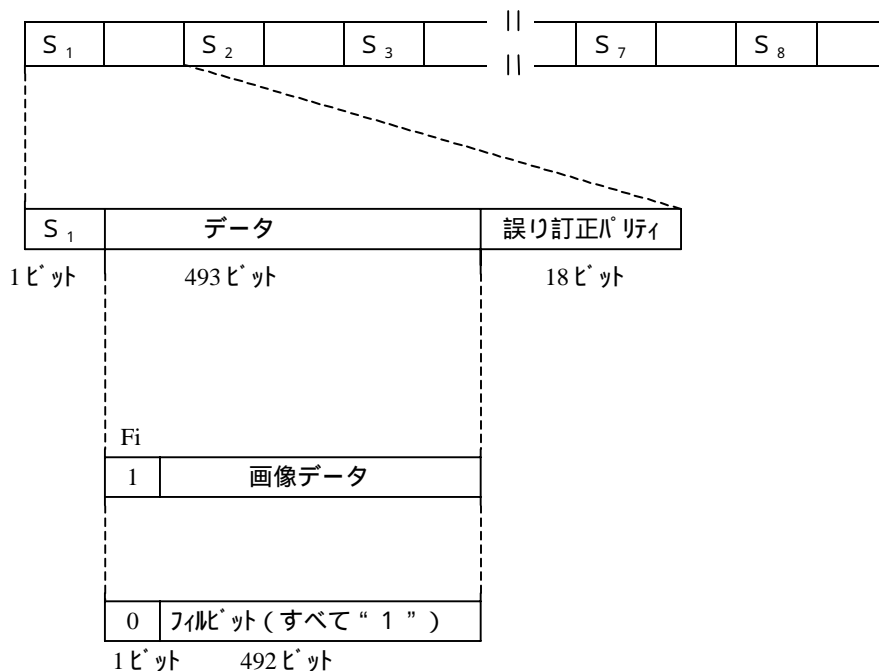 S₁ S₂ S₃ S₇ S₈
S₁ データ 誤り訂正パリティ
1ビット 493ビット 18ビット
Fi
1 画像データ
0 フィルビット(すべて“1”)
1ビット 492ビット